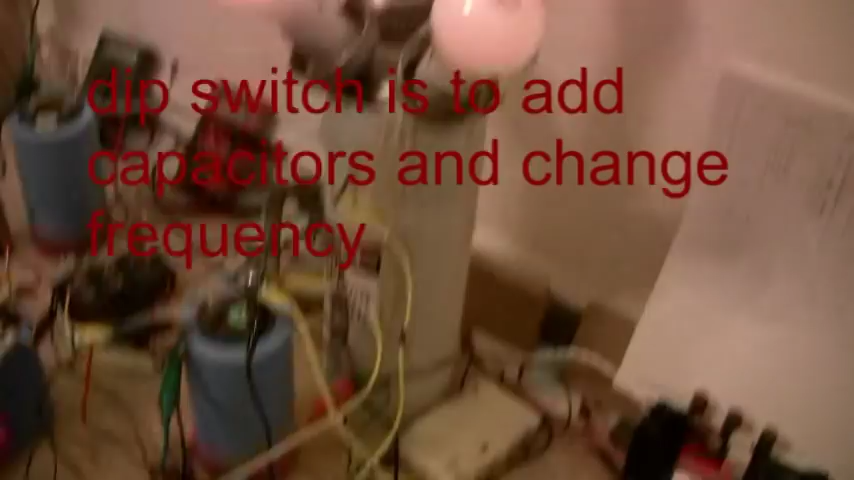 dip switch is to add
capacitors and change
frequency